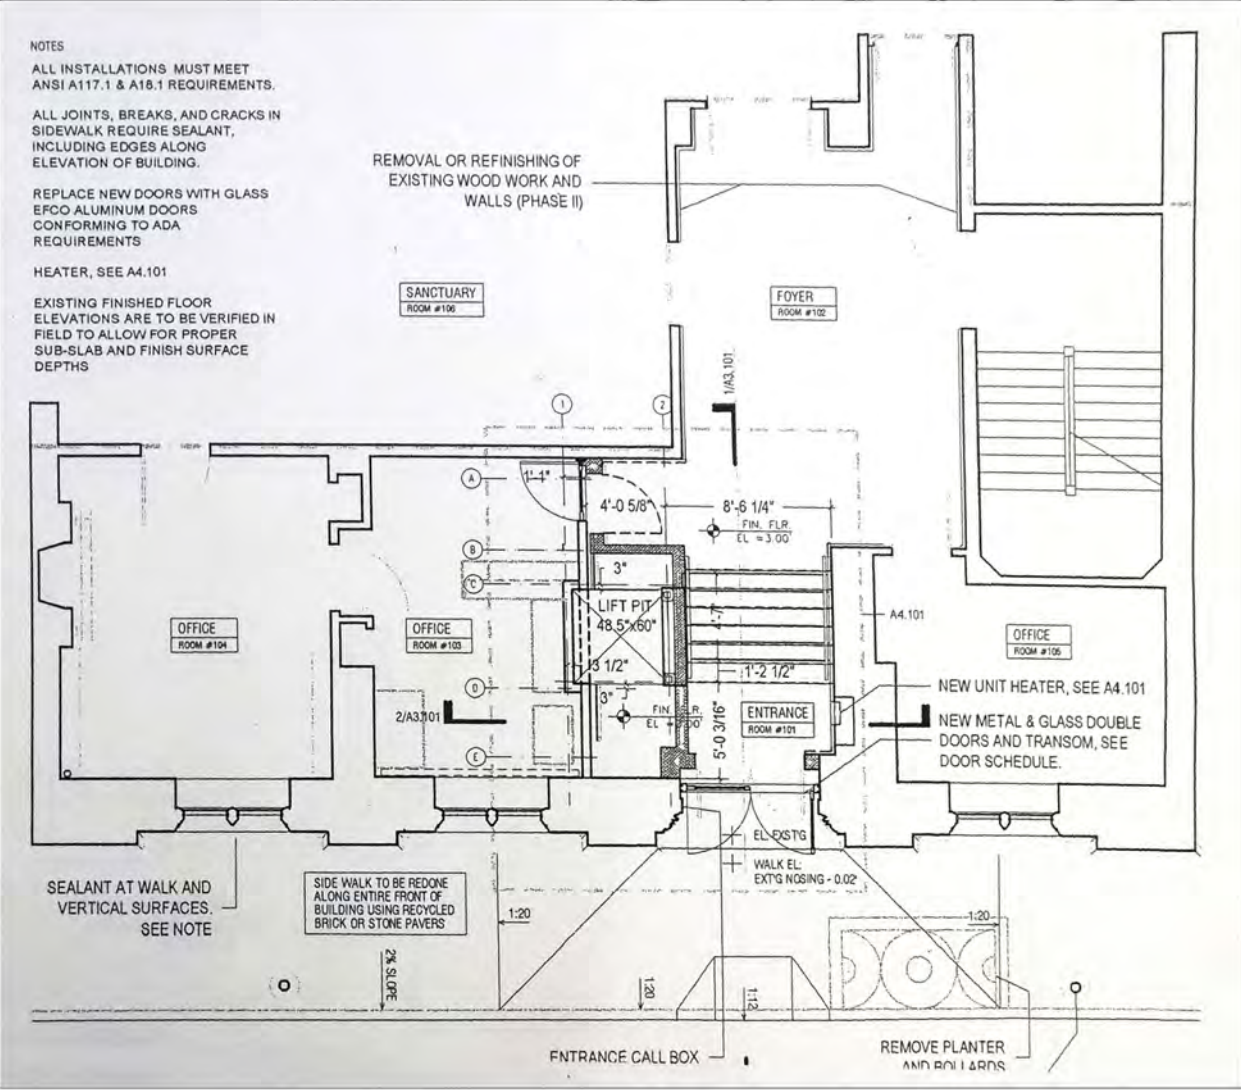 NOTES
ALL INSTALLATIONS MUST MEET
ANSI A117.1 & A18.1 REQUIREMENTS.
ALL JOINTS, BREAKS, AND CRACKS IN
SIDEWALK REQUIRE SEALANT,
INCLUDING EDGES ALONG
ELEVATION OF BUILDING.
REPLACE NEW DOORS WITH GLASS
EFCO ALUMINUM DOORS
CONFORMING TO ADA
REQUIREMENTS
HEATER, SEE A4.101
EXISTING FINISHED FLOOR
ELEVATIONS ARE TO BE VERIFIED IN
FIELD TO ALLOW FOR PROPER
SUB-SLAB AND FINISH SURFACE
DEPTHS
REMOVAL OR REFINISHING OF
EXISTING WOOD WORK AND
WALLS (PHASE II)
SANCTUARY
ROOM #106
FOYER
ROOM #102
1/A3.101
1
2
A
1'-1"
4'-0 5/8"
8'-6 1/4"
FIN. FLR.
EL =3.00'
B
C
3"
LIFT PIT
48.5"x60"
4'-7"
A4.101
OFFICE
ROOM #104
OFFICE
ROOM #103
OFFICE
ROOM #105
3 1/2"
1'-2 1/2"
D
3"
2/A3.101
FIN.
EL
ENTRANCE
ROOM #101
5'-0 3/16"
E
NEW UNIT HEATER, SEE A4.101
NEW METAL & GLASS DOUBLE
DOORS AND TRANSOM, SEE
DOOR SCHEDULE.
EL EXST'G
WALK EL:
EXT'G NOSING - 0.02'
SEALANT AT WALK AND
VERTICAL SURFACES.
SEE NOTE
SIDE WALK TO BE REDONE
ALONG ENTIRE FRONT OF
BUILDING USING RECYCLED
BRICK OR STONE PAVERS
1:20
1:20
2% SLOPE
1:20
1:12
ENTRANCE CALL BOX
REMOVE PLANTER
AND BOLLARDS